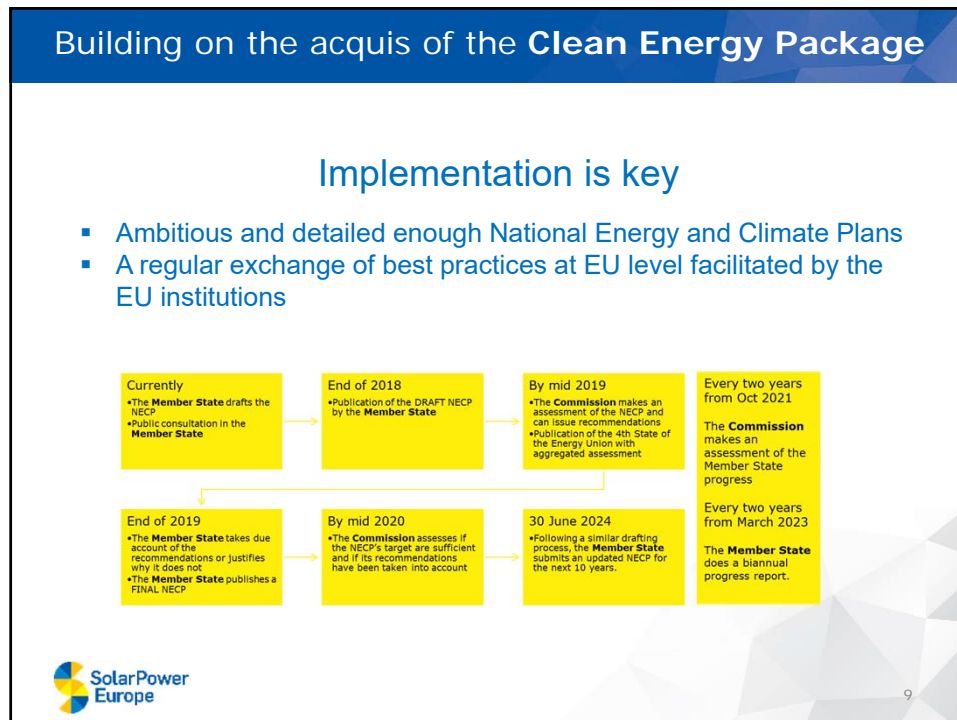 Building on the acquis of the Clean Energy Package
Implementation is key
▪ Ambitious and detailed enough National Energy and Climate Plans
▪ A regular exchange of best practices at EU level facilitated by the
EU institutions
Currently
•The Member State drafts the
NECP
•Public consultation in the
Member State
End of 2018
•Publication of the DRAFT NECP
by the Member State
By mid 2019
•The Commission makes an
assessment of the NECP and
can issue recommendations
•Publication of the 4th State of
the Energy Union with
aggregated assessment
End of 2019
•The Member State takes due
account of the
recommendations or justifies
why it does not
•The Member State publishes a
FINAL NECP
By mid 2020
•The Commission assesses if
the NECP's target are sufficient
and if its recommendations
have been taken into account
30 June 2024
•Following a similar drafting
process, the Member State
submits an updated NECP for
the next 10 years.
Every two years
from Oct 2021
The Commission
makes an
assessment of the
Member State
progress
Every two years
from March 2023
The Member State
does a biannual
progress report.
SolarPower
Europe
9